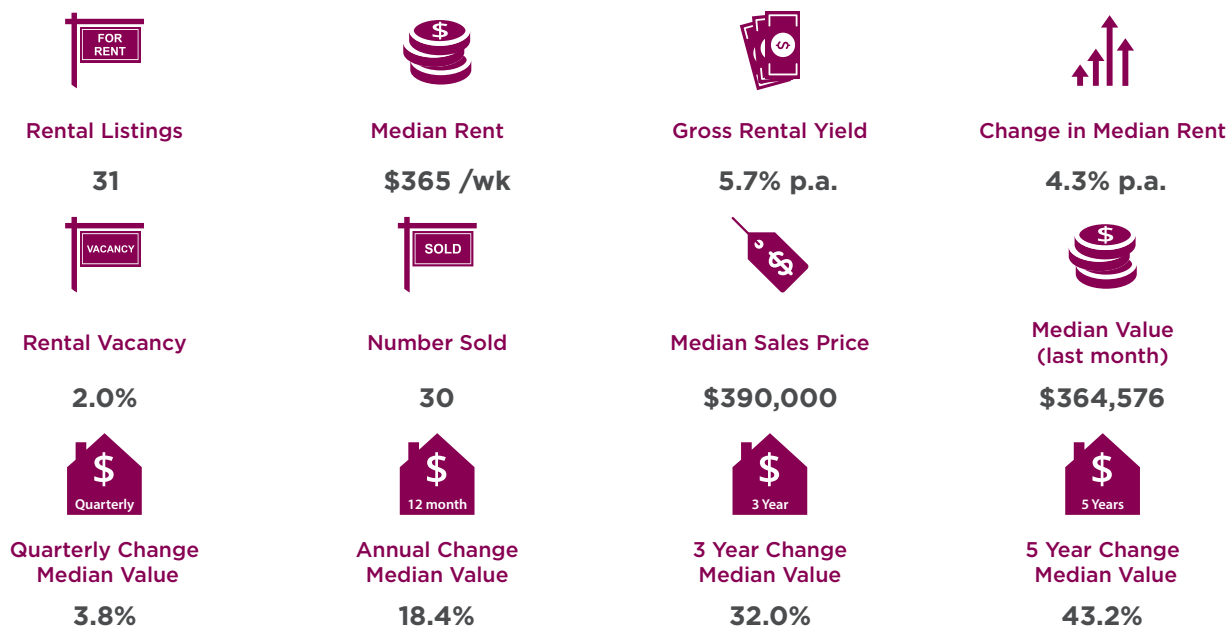 FOR
RENT
$
$
Rental Listings
Median Rent
Gross Rental Yield
Change in Median Rent
31
$365 /wk
5.7% p.a.
4.3% p.a.
VACANCY
SOLD
$
$
Rental Vacancy
Number Sold
Median Sales Price
Median Value
(last month)
2.0%
30
$390,000
$364,576
$
Quarterly
$
12 month
$
3 Year
$
5 Years
Quarterly Change
Median Value
Annual Change
Median Value
3 Year Change
Median Value
5 Year Change
Median Value
3.8%
18.4%
32.0%
43.2%